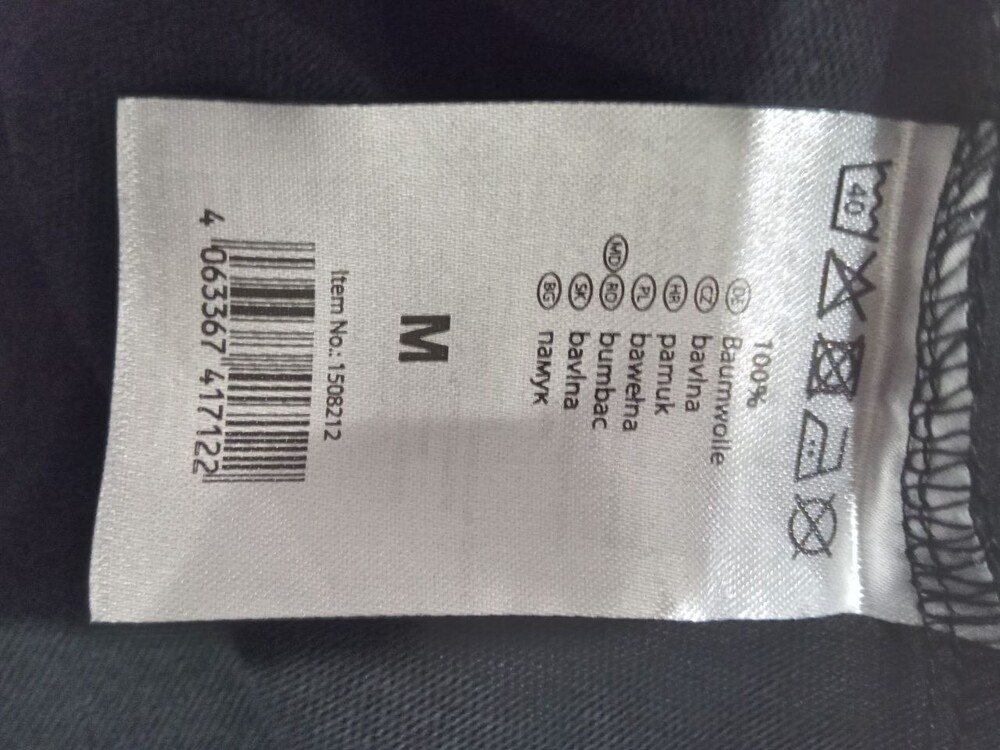 40
100%
DE Baumwolle
CZ bavlna
HR pamuk
PL bawełna
MD RO bumbac
SK bavlna
BG памук
M
Item No.: 1508212
4 063367 417122